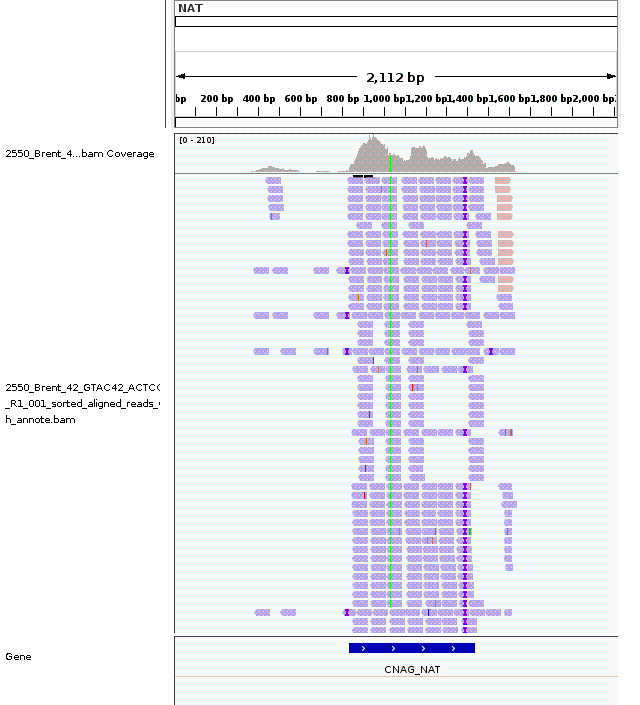 NAT
2,112 bp
bp 200 bp 400 bp 600 bp 800 bp 1,000 bp 1,200 bp 1,400 bp 1,600 bp 1,800 bp 2,000 bp
[0 - 210]
2550_Brent_4...bam Coverage
2550_Brent_42_GTAC42_ACTCC
_R1_001_sorted_aligned_reads_
h_annote.bam
Gene
CNAG_NAT